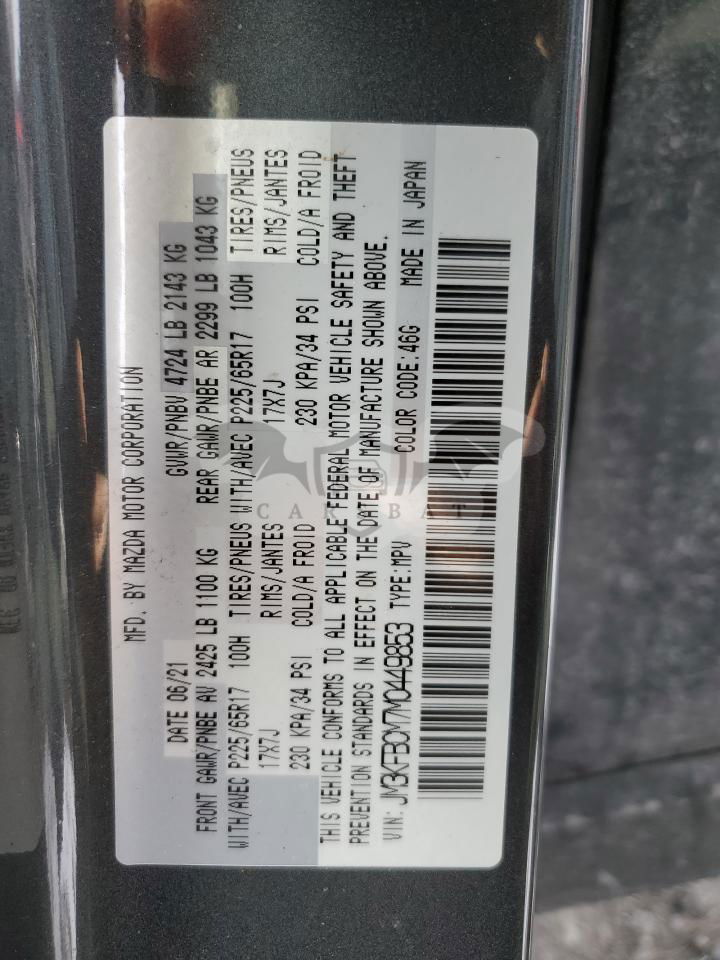 MFD. BY MAZDA MOTOR CORPORATION
DATE 06/21 GVWR/PNBV 4724 LB 2143 KG
FRONT GAWR/PNBE AV 2425 LB 1100 KG REAR GAWR/PNBE AR 2299 LB 1043 KG
WITH/AVEC P225/65R17 100H TIRES/PNEUS WITH/AVEC P225/65R17 100H TIRES/PNEUS
17X7J RIMS/JANTES 17X7J RIMS/JANTES
230 KPA/34 PSI COLD/A FROID 230 KPA/34 PSI COLD/A FROID
THIS VEHICLE CONFORMS TO ALL APPLICABLE FEDERAL MOTOR VEHICLE SAFETY AND THEFT
PREVENTION STANDARDS IN EFFECT ON THE DATE OF MANUFACTURE SHOWN ABOVE.
VIN: JM3KFBCM7M0449853 TYPE:MPV COLOR CODE:46G MADE IN JAPAN
CAR BAT